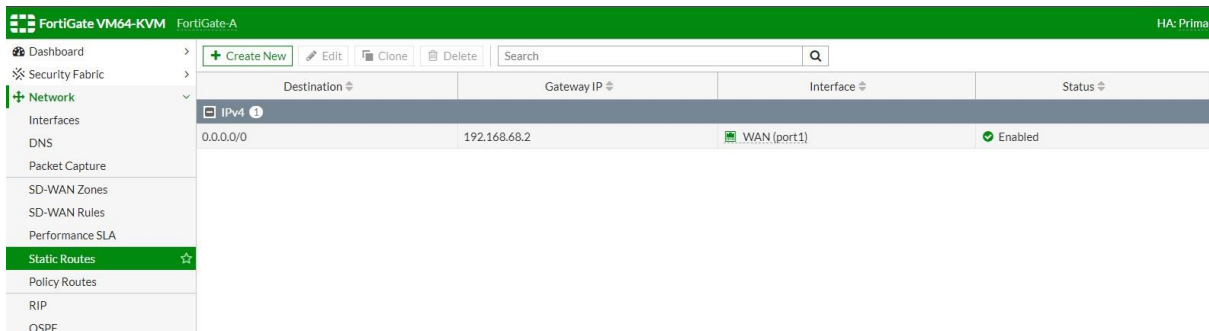 FortiGate VM64-KVM FortiGate-A HA: Prima
Dashboard
Security Fabric
Network
Interfaces
DNS
Packet Capture
SD-WAN Zones
SD-WAN Rules
Performance SLA
Static Routes
Policy Routes
RIP
OSPF
+ Create New Edit Clone Delete Search
Destination Gateway IP Interface Status
IPv4 1
0.0.0.0/0 192.168.68.2 WAN (port1) Enabled